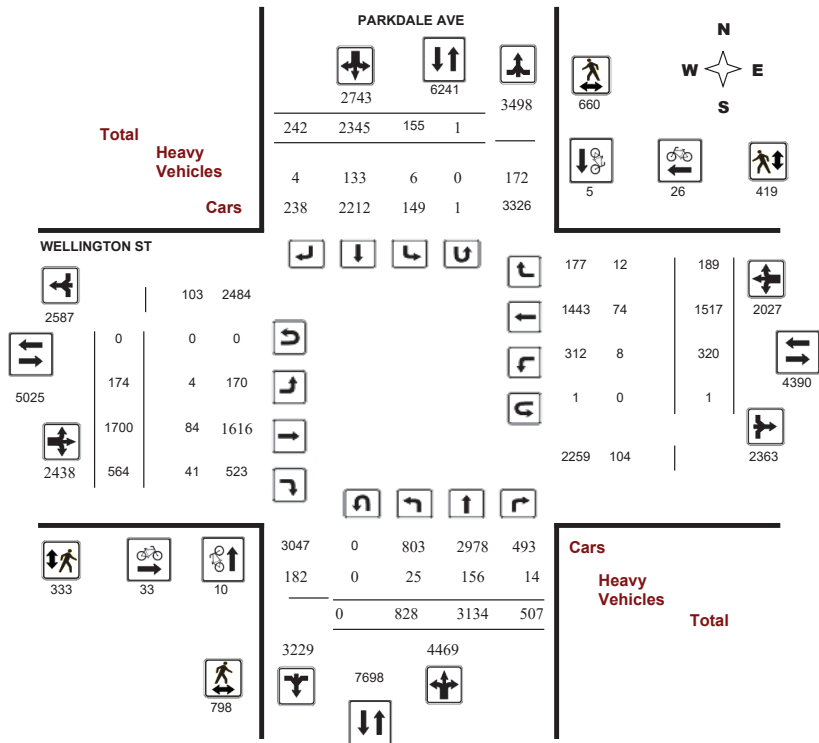 PARKDALE AVE
N
W E
S
2743
6241
3498
660
242 2345 155 1
Total
Heavy
Vehicles
4 133 6 0 172
5 26 419
Cars
238 2212 149 1 3326
WELLINGTON ST
177 12 189
103 2484
2587
1443 74 1517 2027
0 0 0
312 8 320
174 4 170
5025
4390
1 0 1
1700 84 1616
2438
564 41 523
2259 104 2363
3047 0 803 2978 493
Cars
182 0 25 156 14
Heavy
Vehicles
333 33 10
0 828 3134 507
Total
3229 4469
7698
798